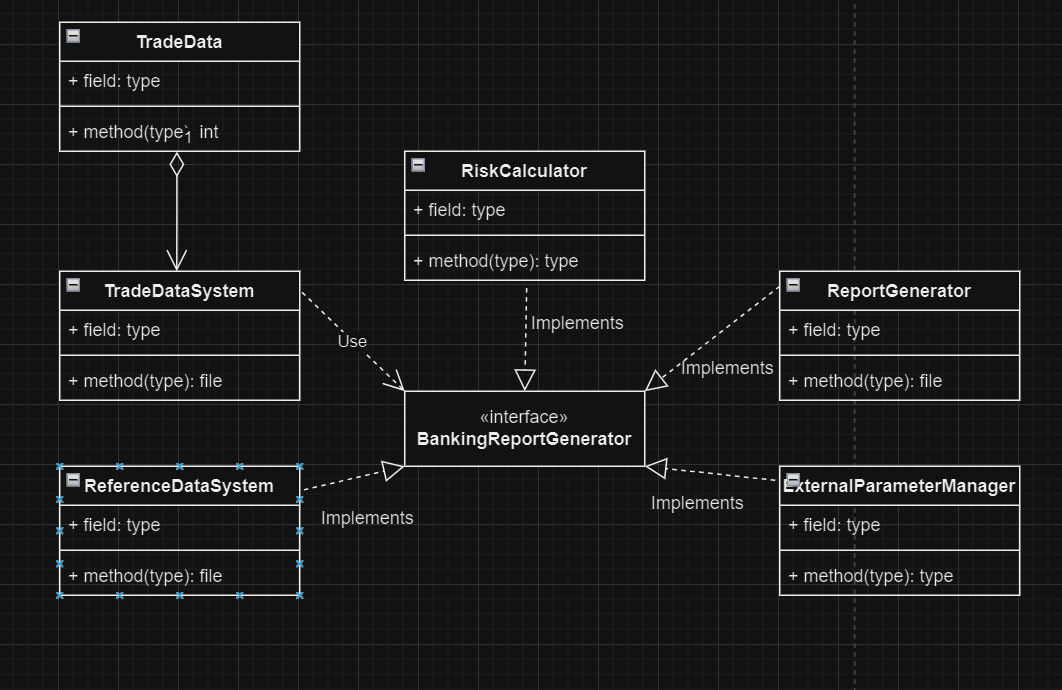 TradeData
+ field: type
+ method(type): int
1
RiskCalculator
+ field: type
+ method(type): type
TradeDataSystem
+ field: type
+ method(type): file
ReportGenerator
+ field: type
+ method(type): file
Use
Implements
Implements
«interface»
BankingReportGenerator
ReferenceDataSystem
+ field: type
+ method(type): file
Implements
Implements
ExternalParameterManager
+ field: type
+ method(type): type